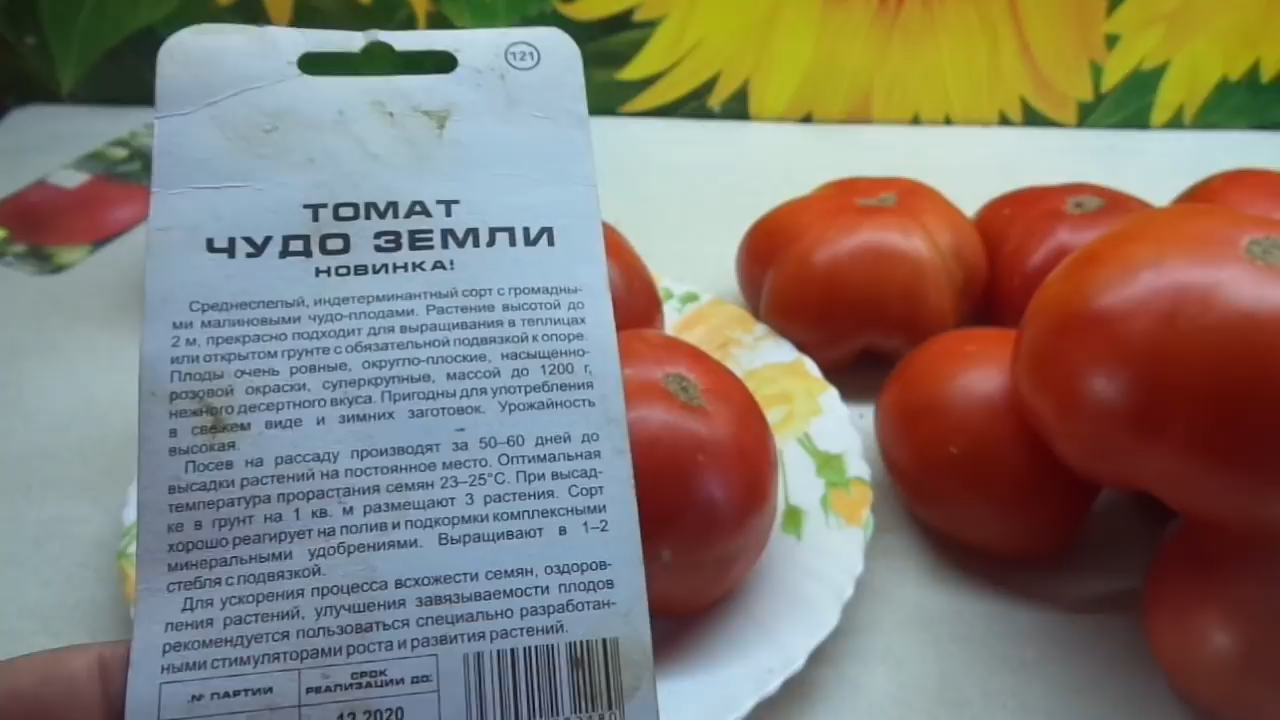 121
ТОМАТ
ЧУДО ЗЕМЛИ
НОВИНКА!
Среднеспелый, индетерминантный сорт с громадны-
ми малиновыми чудо-плодами. Растение высотой до
2 м, прекрасно подходит для выращивания в теплицах
или открытом грунте с обязательной подвязкой к опоре.
Плоды очень ровные, округло-плоские, насыщенно-
розовой окраски, суперкрупные, массой до 1200 г,
нежного десертного вкуса. Пригодны для употребления
в свежем виде и зимних заготовок. Урожайность
высокая.
Посев на рассаду производят за 50–60 дней до
высадки растений на постоянное место. Оптимальная
температура прорастания семян 23–25°С. При высад-
ке в грунт на 1 кв. м размещают 3 растения. Сорт
хорошо реагирует на полив и подкормки комплексными
минеральными удобрениями. Выращивают в 1–2
стебля с подвязкой.
Для ускорения процесса всхожести семян, оздоров-
ления растений, улучшения завязываемости плодов
рекомендуется пользоваться специально разработан-
ными стимуляторами роста и развития растений.
№ ПАРТИИ
СРОК
РЕАЛИЗАЦИИ ДО:
12.2020